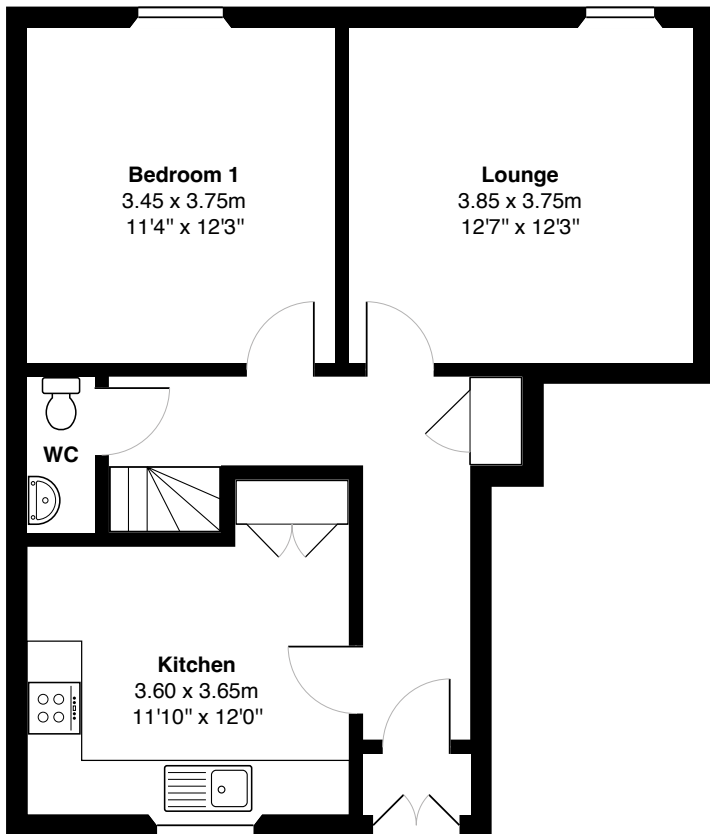 Bedroom 1
3.45 x 3.75m
11'4" x 12'3"
Lounge
3.85 x 3.75m
12'7" x 12'3"
WC
Kitchen
3.60 x 3.65m
11'10" x 12'0"